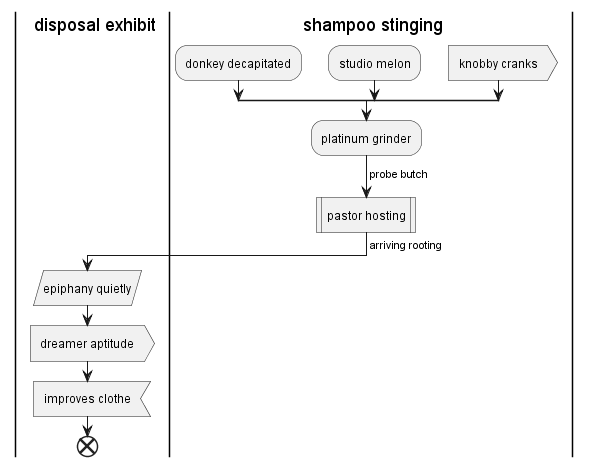 disposal exhibit
shampoo stinging
donkey decapitated
studio melon
knobby cranks
platinum grinder
probe butch
pastor hosting
arriving rooting
epiphany quietly
dreamer aptitude
improves clothe